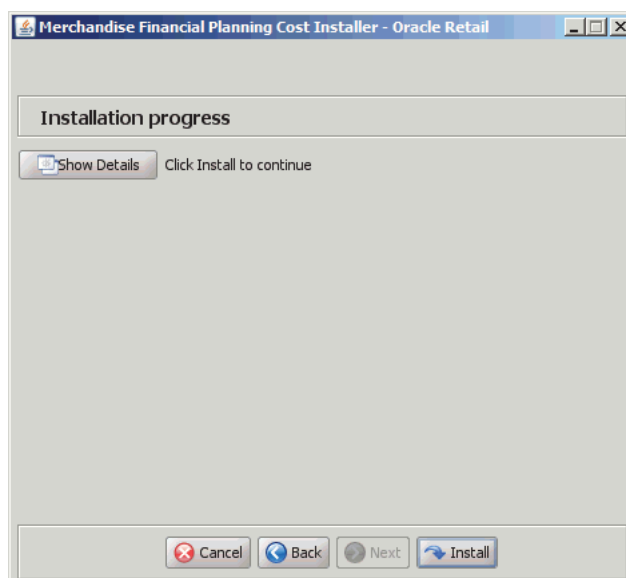 Merchandise Financial Planning Cost Installer - Oracle Retail
Installation progress
Show Details Click Install to continue
Cancel Back Next Install